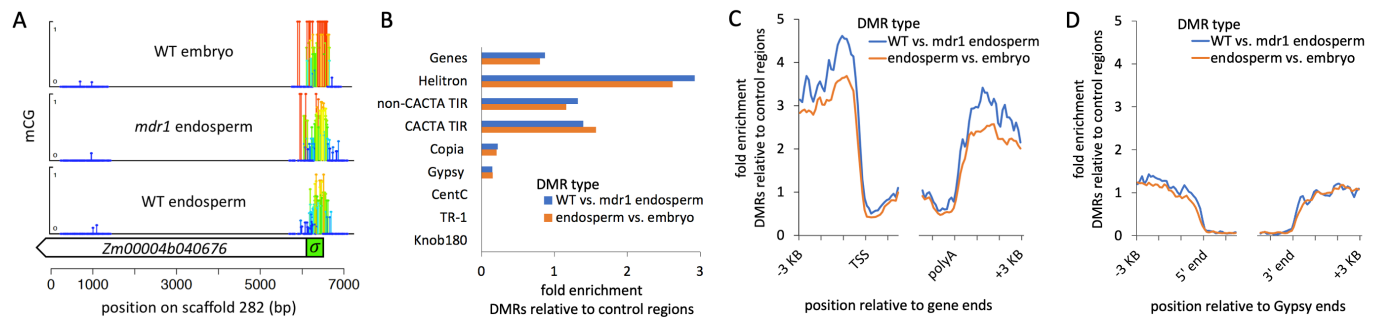 A
mCG
1
0
WT embryo
1
0
mdr1 endosperm
1
0
WT endosperm
Zm00004b040676
σ
0 1000 3000 5000 7000
position on scaffold 282 (bp)
B
Genes
Helitron
non-CACTA TIR
CACTA TIR
Copia
Gypsy
CentC
TR-1
Knob180
DMR type
WT vs. mdr1 endosperm
endosperm vs. embryo
0 1 2 3
fold enrichment
DMRs relative to control regions
C
fold enrichment
DMRs relative to control regions
5
4
3
2
1
0
DMR type
WT vs. mdr1 endosperm
endosperm vs. embryo
-3 KB
TSS
polyA
+3 KB
position relative to gene ends
D
fold enrichment
DMRs relative to control regions
5
4
3
2
1
0
DMR type
WT vs. mdr1 endosperm
endosperm vs. embryo
-3 KB
5' end
3' end
+3 KB
position relative to Gypsy ends